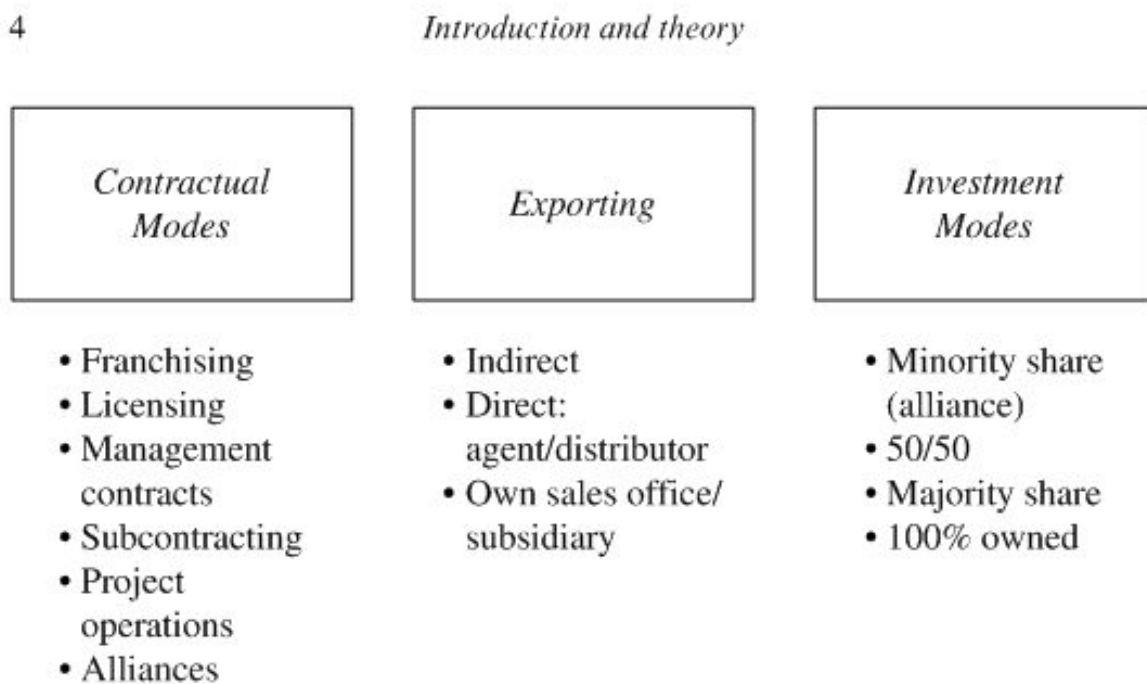 4
Introduction and theory
Contractual
Modes
• Franchising
• Licensing
• Management
contracts
• Subcontracting
• Project
operations
• Alliances
Exporting
• Indirect
• Direct:
agent/distributor
• Own sales office/
subsidiary
Investment
Modes
• Minority share
(alliance)
• 50/50
• Majority share
• 100% owned